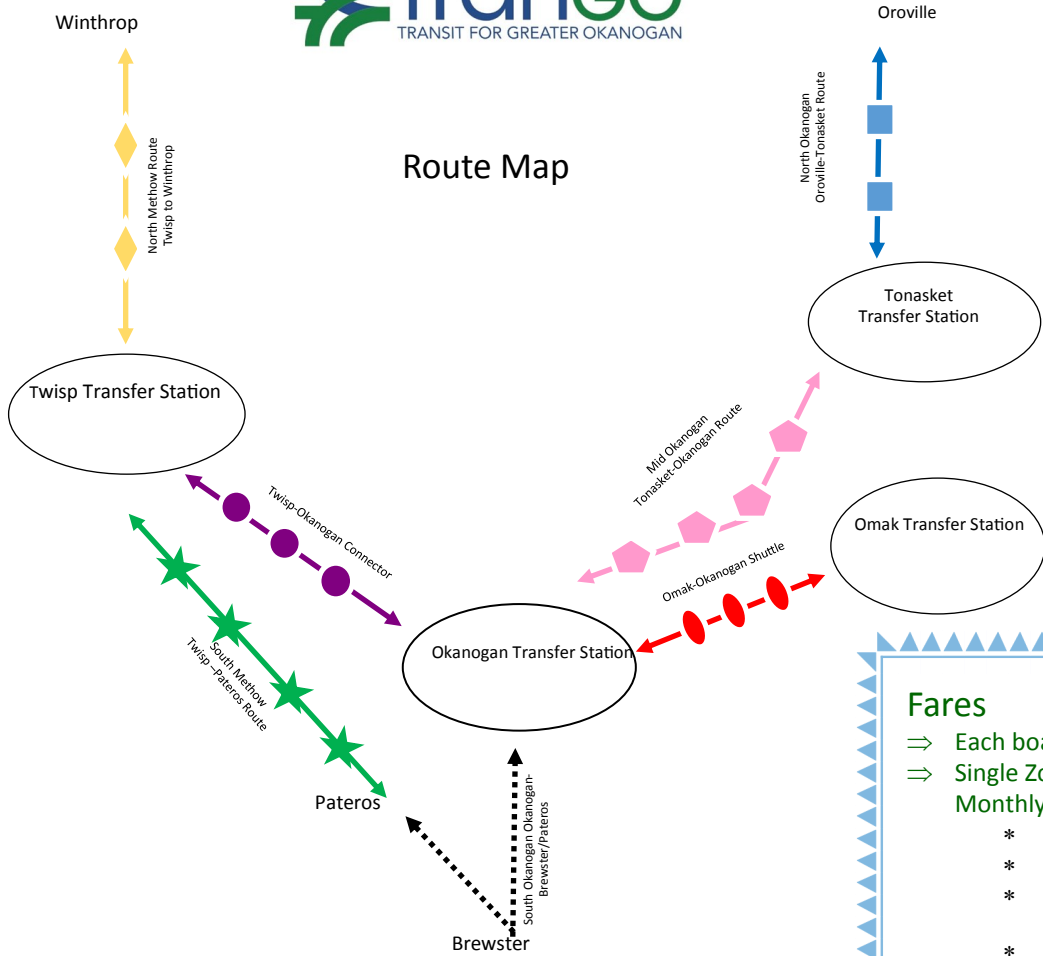 TranGO
TRANSIT FOR GREATER OKANOGAN
Winthrop
Oroville
Route Map
North Methow Route
Twisp to Winthrop
North Okanogan
Oroville-Tonasket Route
Tonasket
Transfer Station
Twisp Transfer Station
Mid Okanogan
Tonasket-Okanogan Route
Twisp-Okanogan Connector
Omak Transfer Station
Omak-Okanogan Shuttle
Okanogan Transfer Station
South Methow
Twisp –Pateros Route
Fares
⇒ Each boa
⇒ Single Zo
Monthly
*
*
*
*
Pateros
South Okanogan Okanogan-
Brewster/Pateros
Brewster